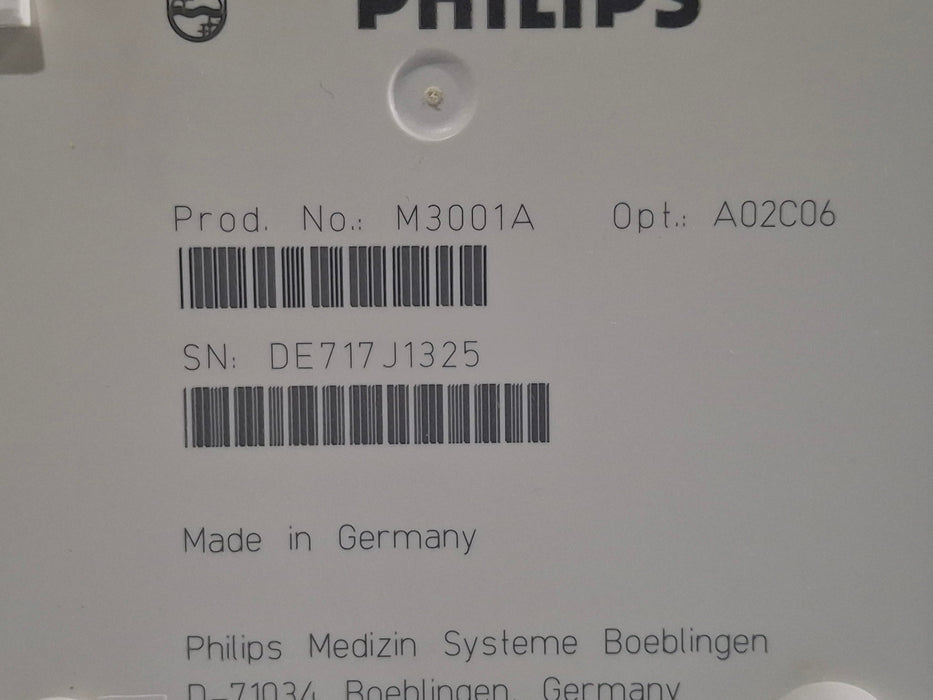 PHILIPS
Prod. No.: M3001A Opt.: A02C06
SN: DE717J1325
Made in Germany
Philips Medizin Systeme Boeblingen
D-71034 Boeblingen, Germany